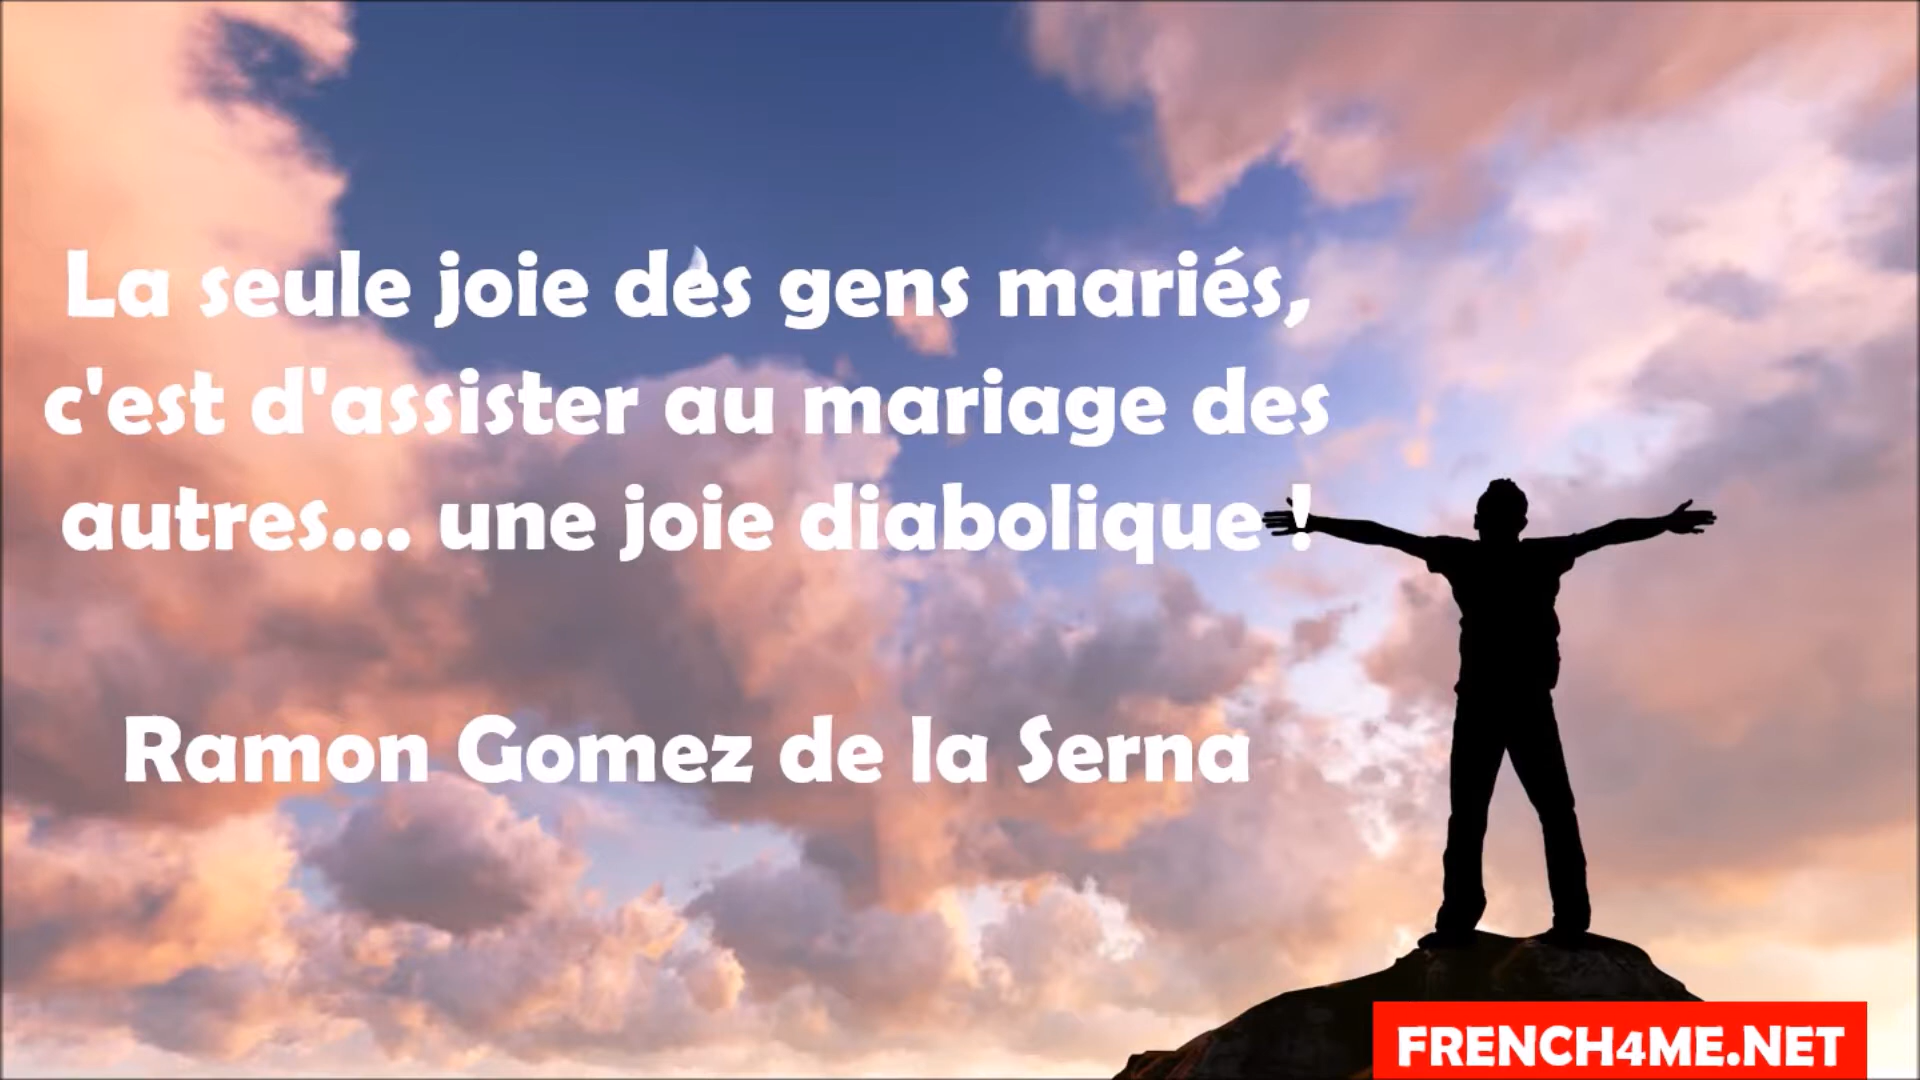 La seule joie des gens mariés,
c'est d'assister au mariage des
autres... une joie diabolique !
Ramon Gomez de la Serna
FRENCH4ME.NET